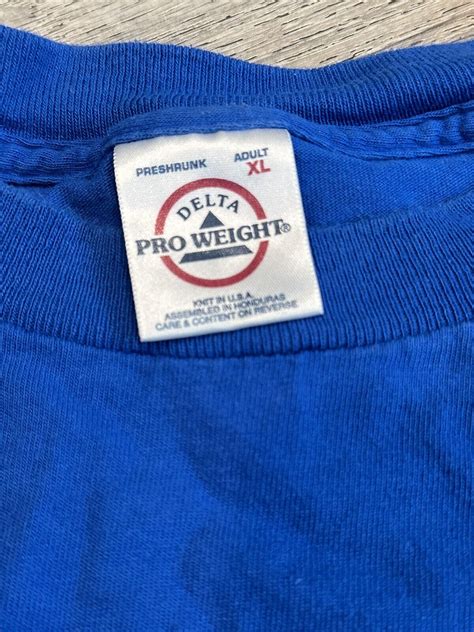 PRESHRUNK ADULT
XL
DELTA
PRO WEIGHT®
KNIT IN U.S.A.
ASSEMBLED IN HONDURAS
CARE & CONTENT ON REVERSE